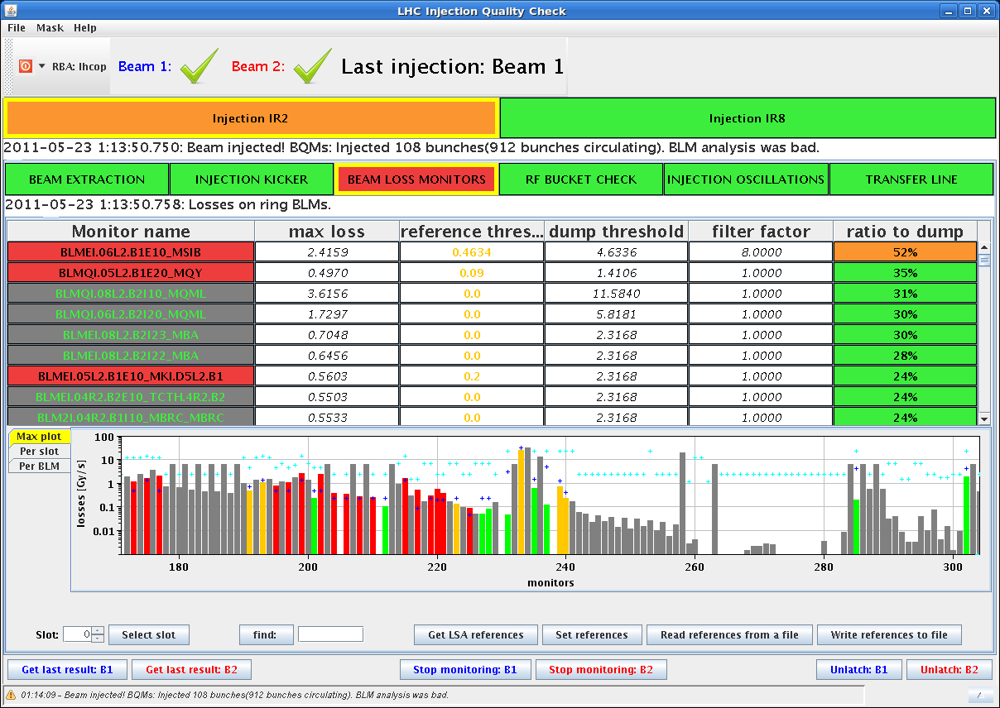 LHC Injection Quality Check
File Mask Help
RBA: lhcop Beam 1: Beam 2: Last injection: Beam 1
Injection IR2 Injection IR8
2011-05-23 1:13:50.750: Beam injected! BQMs: Injected 108 bunches(912 bunches circulating). BLM analysis was bad.
BEAM EXTRACTION INJECTION KICKER BEAM LOSS MONITORS RF BUCKET CHECK INJECTION OSCILLATIONS TRANSFER LINE
2011-05-23 1:13:50.758: Losses on ring BLMs.
Monitor name max loss reference thres... dump threshold filter factor ratio to dump
BLMEI.06L2.B1E10_MSIB 2.4159 0.4634 4.6336 8.0000 52%
BLMQI.05L2.B1E20_MQY 0.4970 0.09 1.4106 1.0000 35%
BLMQI.08L2.B2I10_MQML 3.6156 0.0 11.5840 1.0000 31%
BLMQI.06L2.B2I20_MQML 1.7297 0.0 5.8181 1.0000 30%
BLMEI.08L2.B2I23_MBA 0.7048 0.0 2.3168 1.0000 30%
BLMEI.08L2.B2I22_MBA 0.6456 0.0 2.3168 1.0000 28%
BLMEI.05L2.B1E10_MKI.D5L2.B1 0.5603 0.2 2.3168 1.0000 24%
BLMEI.04R2.B2E10_TCTH.4R2.B2 0.5503 0.0 2.3168 1.0000 24%
BLM2I.04R2.B1I10_MBRC_MBRC 0.5533 0.0 2.3168 1.0000 24%
Max plot
Per slot
Per BLM
losses [Gy/s]
100
10
1
0.1
0.01
180 200 220 240 260 280 300
monitors
Slot: 0 Select slot find: Get LSA references Set references Read references from a file Write references to file
Get last result: B1 Get last result: B2 Stop monitoring: B1 Stop monitoring: B2 Unlatch: B1 Unlatch: B2
01:14:09 - Beam injected! BQMs: Injected 108 bunches(912 bunches circulating). BLM analysis was bad.